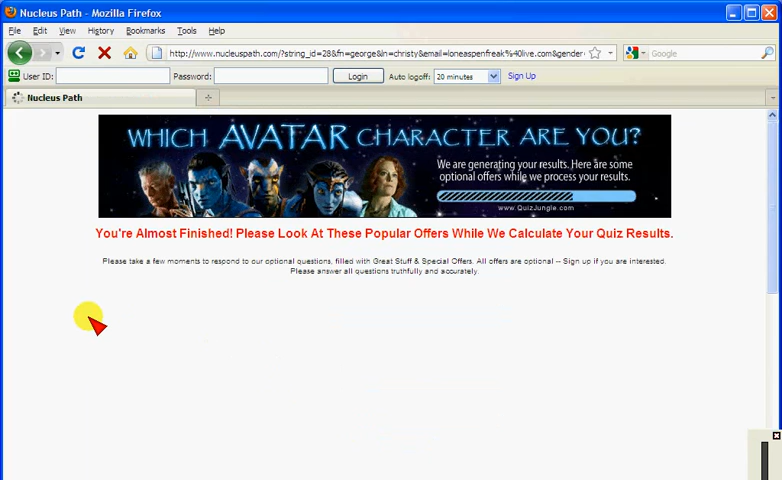 Nucleus Path - Mozilla Firefox
File Edit View History Bookmarks Tools Help
http://www.nucleuspath.com/?string_id=28&fn=george&ln=christy&email=loneaspenfreak%40live.com&gender
Google
User ID: Password: Login Auto logoff: 20 minutes Sign Up
Nucleus Path
WHICH AVATAR CHARACTER ARE YOU?
We are generating your results. Here are some
optional offers while we process your results.
www.QuizJungle.com
You're Almost Finished! Please Look At These Popular Offers While We Calculate Your Quiz Results.
Please take a few moments to respond to our optional questions, filled with Great Stuff & Special Offers. All offers are optional -- Sign up if you are interested.
Please answer all questions truthfully and accurately.